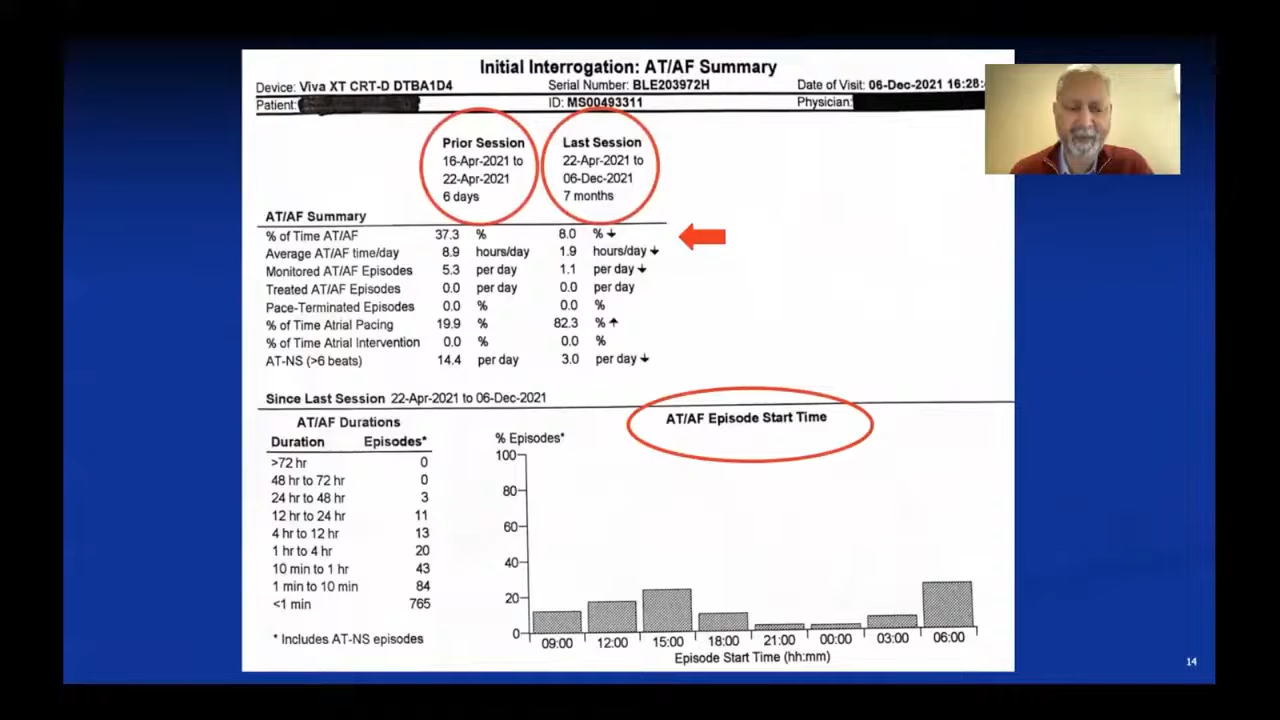 Initial Interrogation: AT/AF Summary
Device: Viva XT CRT-D DTBA1D4 Serial Number: BLE203972H Date of Visit: 06-Dec-2021 16:28:
Patient: ID: MS00493311 Physician:
Prior Session Last Session
16-Apr-2021 to 22-Apr-2021 to
22-Apr-2021 06-Dec-2021
6 days 7 months
AT/AF Summary
% of Time AT/AF 37.3 % 8.0 % ↓
Average AT/AF time/day 8.9 hours/day 1.9 hours/day ↓
Monitored AT/AF Episodes 5.3 per day 1.1 per day ↓
Treated AT/AF Episodes 0.0 per day 0.0 per day
Pace-Terminated Episodes 0.0 % 0.0 %
% of Time Atrial Pacing 19.9 % 82.3 % ↑
% of Time Atrial Intervention 0.0 % 0.0 %
AT-NS (>6 beats) 14.4 per day 3.0 per day ↓
Since Last Session 22-Apr-2021 to 06-Dec-2021
AT/AF Durations
Duration Episodes*
>72 hr 0
48 hr to 72 hr 0
24 hr to 48 hr 3
12 hr to 24 hr 11
4 hr to 12 hr 13
1 hr to 4 hr 20
10 min to 1 hr 43
1 min to 10 min 84
<1 min 765
* Includes AT-NS episodes
AT/AF Episode Start Time
% Episodes*
100
80
60
40
20
0
09:00 12:00 15:00 18:00 21:00 00:00 03:00 06:00
Episode Start Time (hh:mm)
14